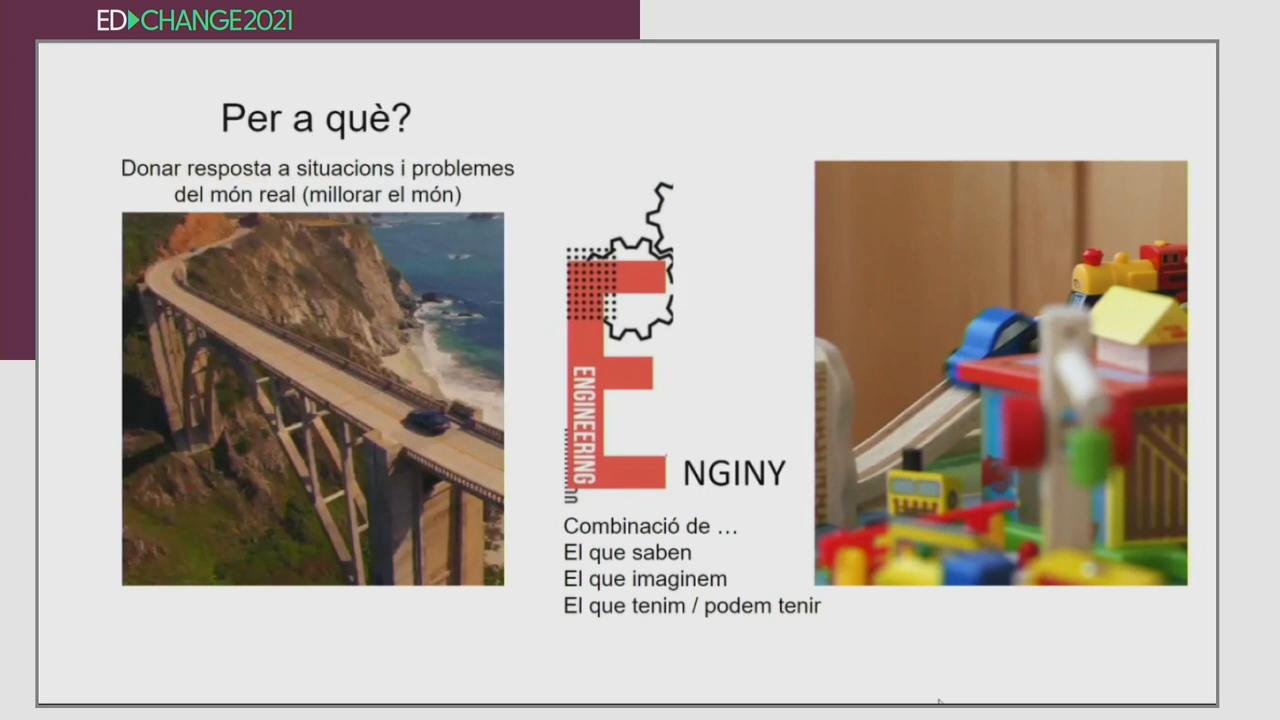 ED▶CHANGE2021
Per a què?
Donar resposta a situacions i problemes
del món real (millorar el món)
ENGINEERING
E
NGINY
Combinació de …
El que saben
El que imaginem
El que tenim / podem tenir